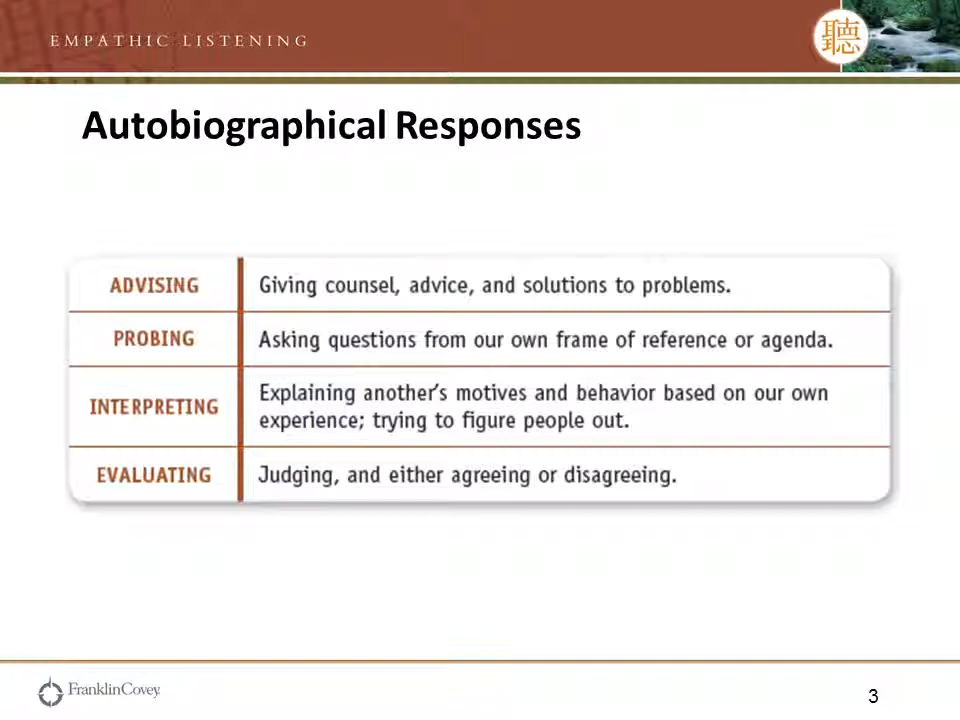 EMPATHIC LISTENING
聽
Autobiographical Responses
ADVISING
Giving counsel, advice, and solutions to problems.
PROBING
Asking questions from our own frame of reference or agenda.
INTERPRETING
Explaining another's motives and behavior based on our own
experience; trying to figure people out.
EVALUATING
Judging, and either agreeing or disagreeing.
FranklinCovey
3